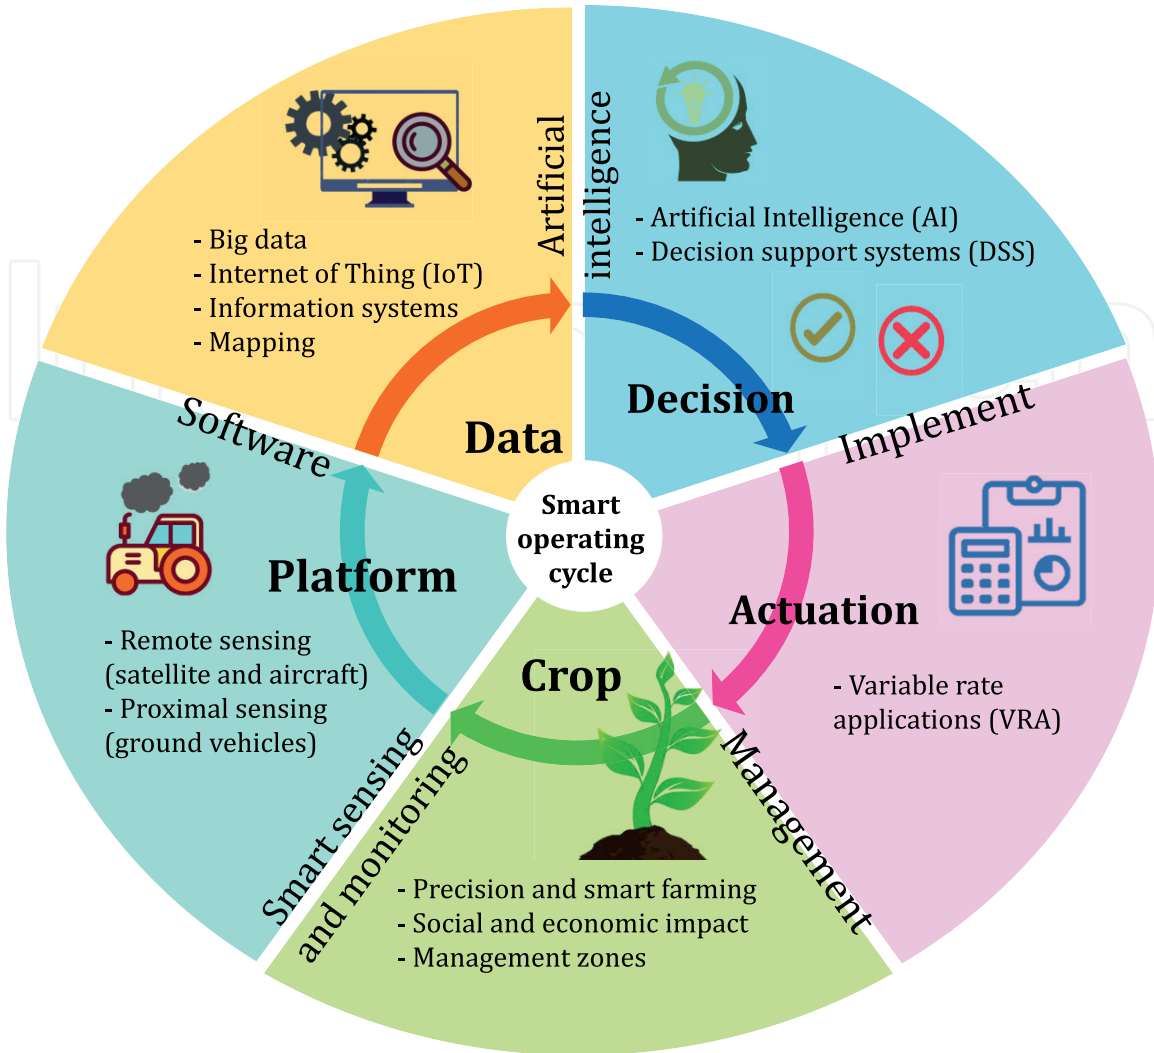 Artificial
intelligence
- Big data
- Internet of Thing (IoT)
- Information systems
- Mapping
Data
- Artificial Intelligence (AI)
- Decision support systems (DSS)
Decision
Implement
Actuation
- Variable rate
applications (VRA)
Management
Crop
- Precision and smart farming
- Social and economic impact
- Management zones
Smart sensing
and monitoring
Platform
- Remote sensing
(satellite and aircraft)
- Proximal sensing
(ground vehicles)
Software
Smart
operating
cycle